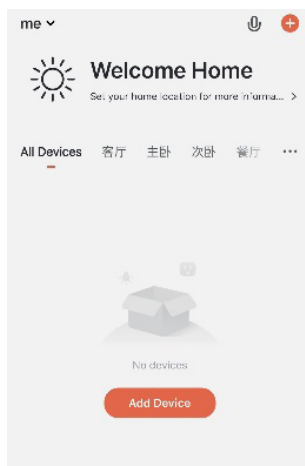 me
Welcome Home
Set your home location for more informa... >
All Devices 客厅 主卧 次卧 餐厅 ...
No devices
Add Device